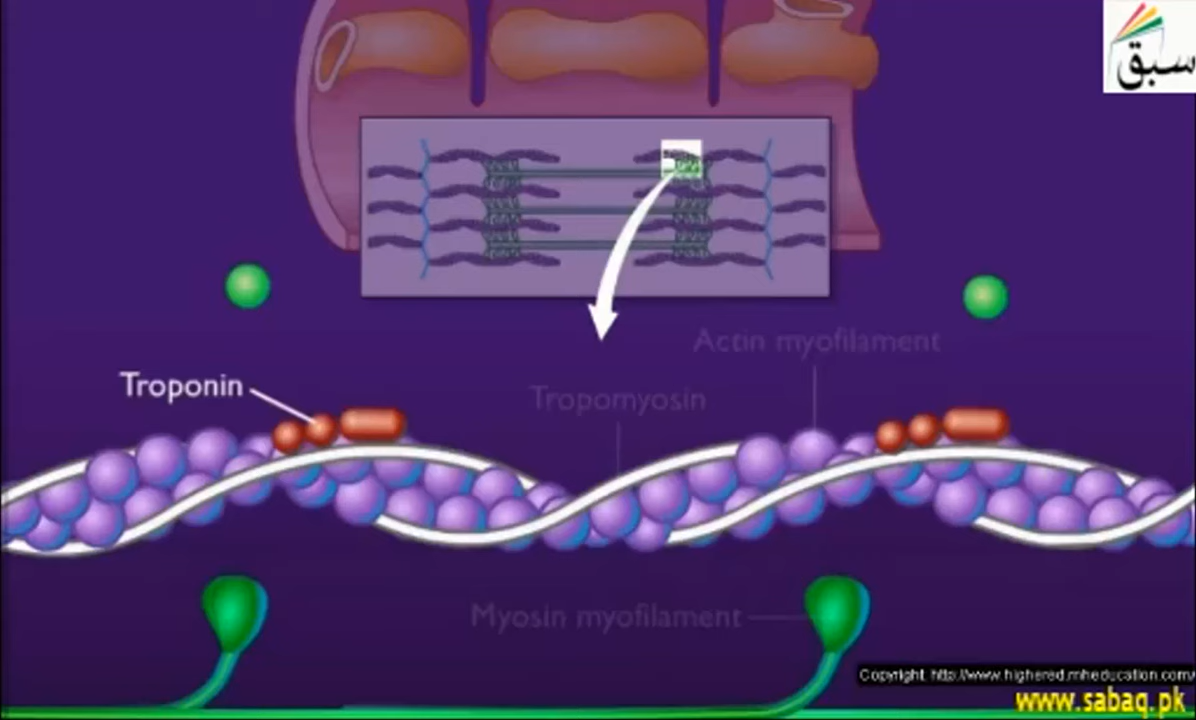 سبق
Actin myofilament
Troponin
Tropomyosin
Myosin myofilament
Copyright. http://www.highered.mheducation.com/
www.sabaq.pk